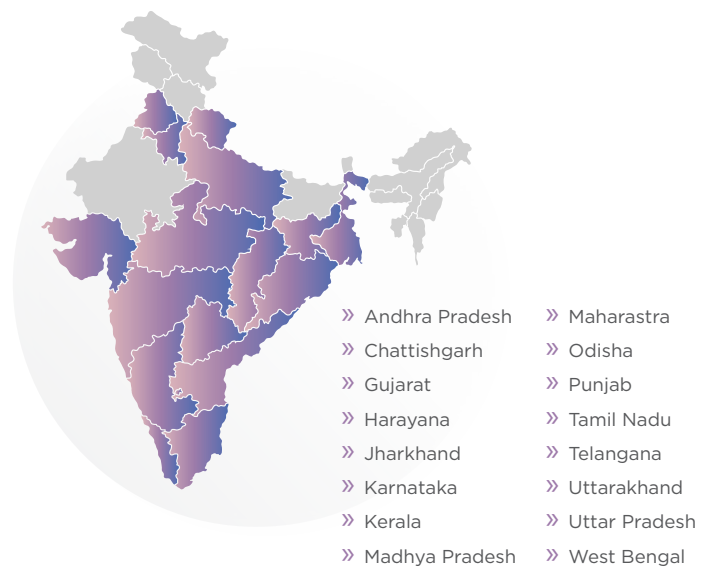 » Andhra Pradesh
» Chattishgarh
» Gujarat
» Harayana
» Jharkhand
» Karnataka
» Kerala
» Madhya Pradesh
» Maharastra
» Odisha
» Punjab
» Tamil Nadu
» Telangana
» Uttarakhand
» Uttar Pradesh
» West Bengal